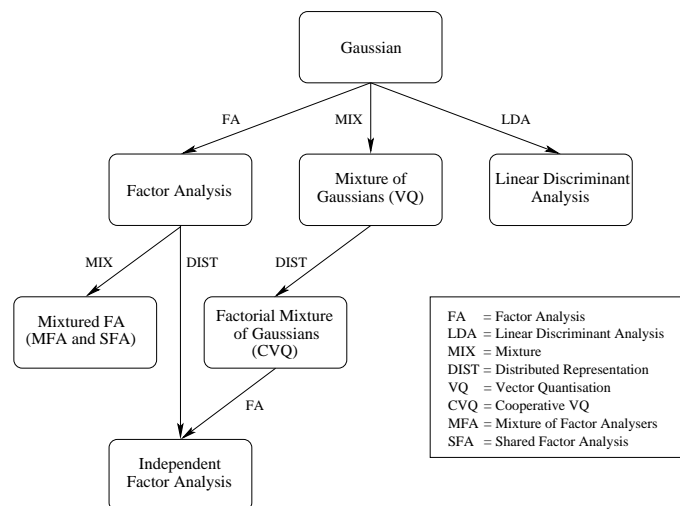 Gaussian
FA
MIX
LDA
Factor Analysis
Mixture of
Gaussians (VQ)
Linear Discriminant
Analysis
MIX
DIST
DIST
Mixtured FA
(MFA and SFA)
Factorial Mixture
of Gaussians
(CVQ)
FA
Independent
Factor Analysis
FA = Factor Analysis
LDA = Linear Discriminant Analysis
MIX = Mixture
DIST = Distributed Representation
VQ = Vector Quantisation
CVQ = Cooperative VQ
MFA = Mixture of Factor Analysers
SFA = Shared Factor Analysis